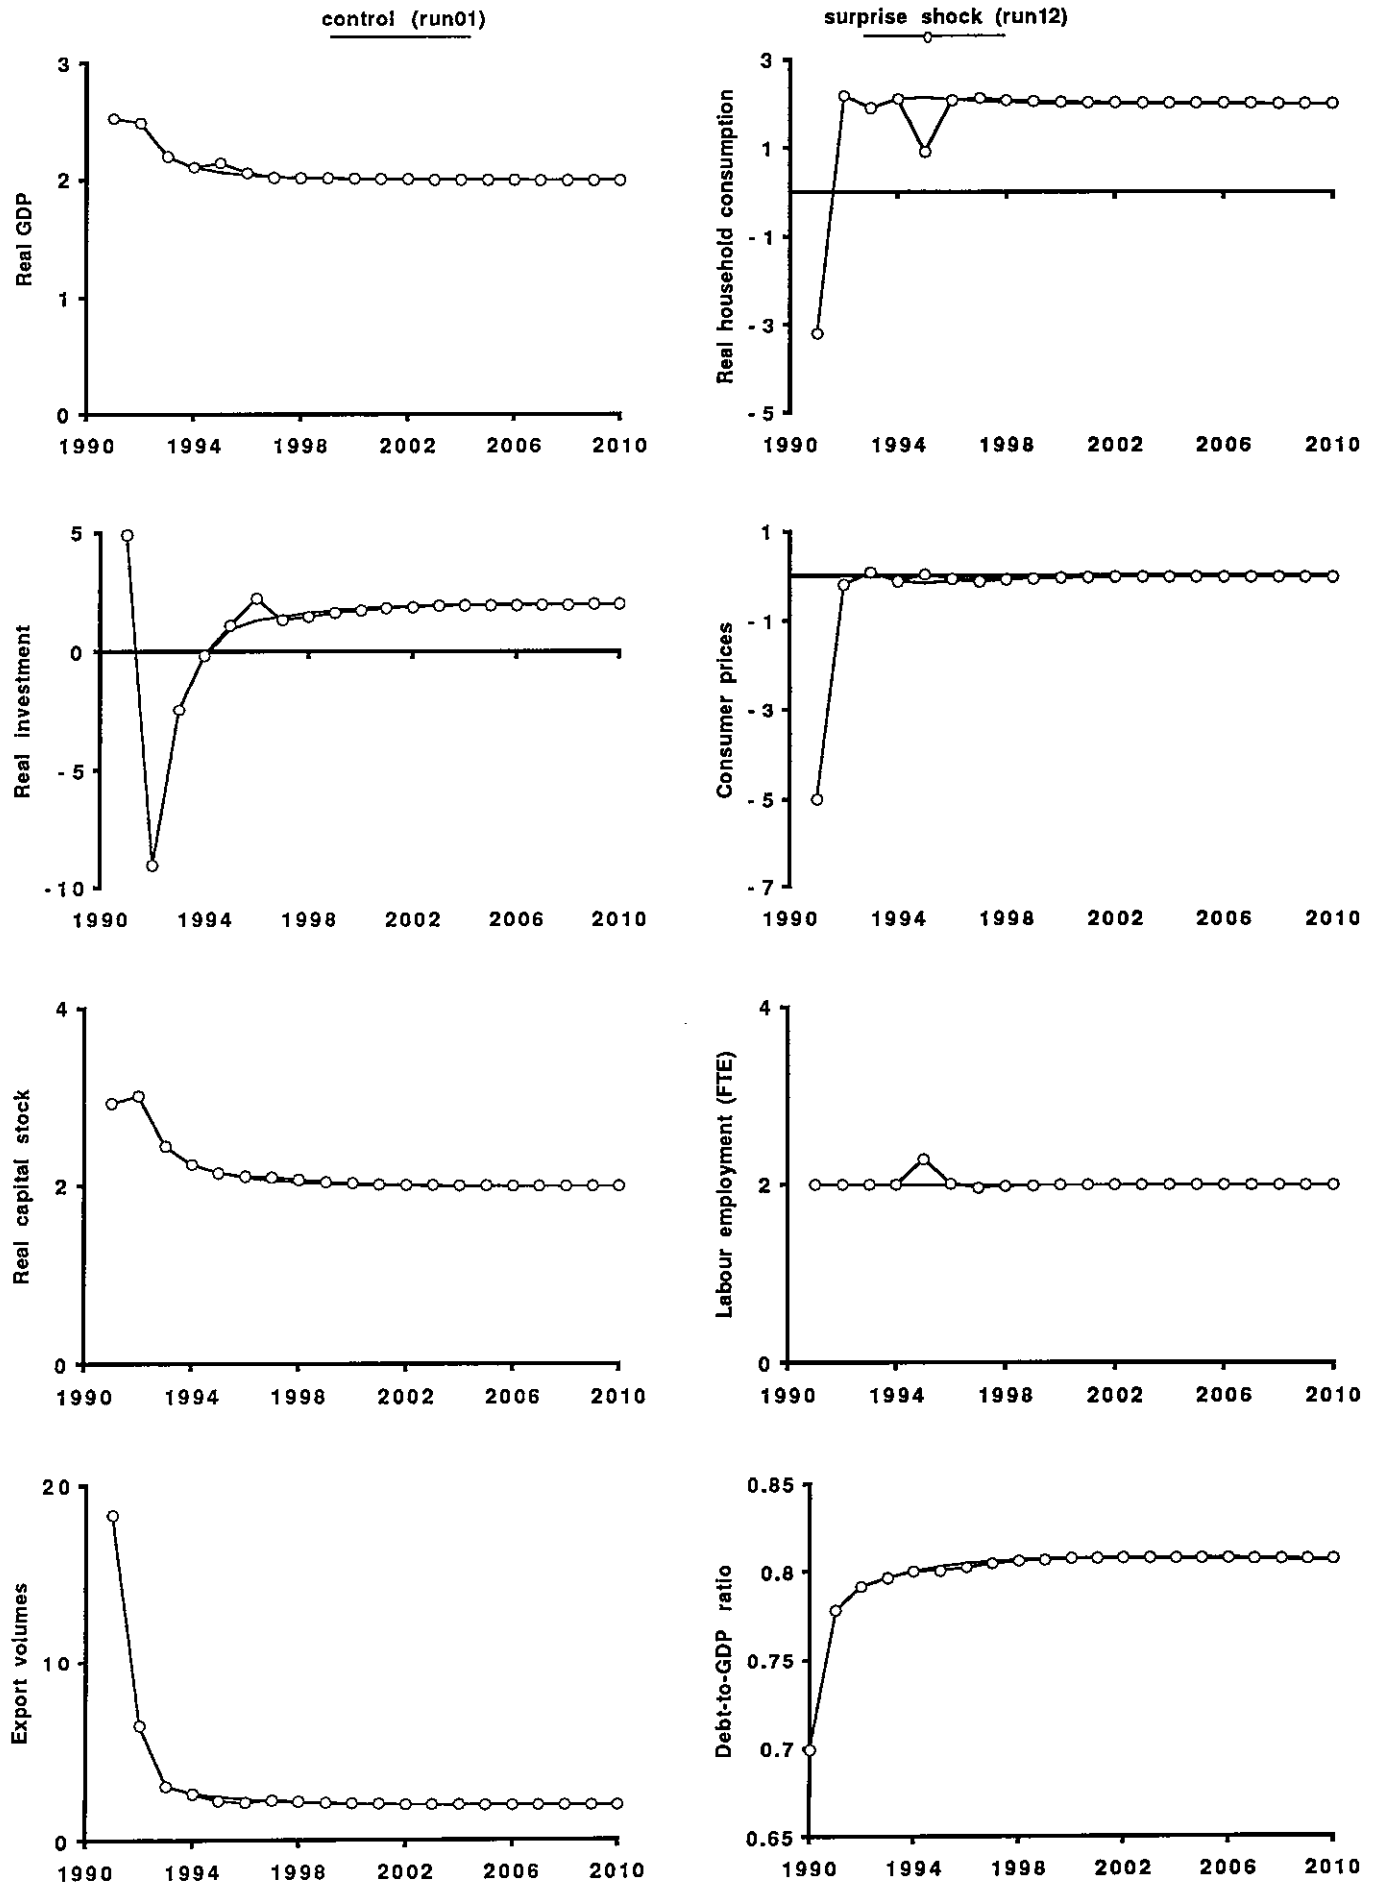 control (run01)
surprise shock (run12)
3
2
1
0
Real GDP
1990 1994 1998 2002 2006 2010
3
1
-1
-3
-5
Real household consumption
1990 1994 1998 2002 2006 2010
5
0
-5
-10
Real investment
1990 1994 1998 2002 2006 2010
1
-1
-3
-5
-7
Consumer prices
1990 1994 1998 2002 2006 2010
4
2
0
Real capital stock
1990 1994 1998 2002 2006 2010
4
2
0
Labour employment (FTE)
1990 1994 1998 2002 2006 2010
20
10
0
Export volumes
1990 1994 1998 2002 2006 2010
0.85
0.8
0.75
0.7
0.65
Debt-to-GDP ratio
1990 1994 1998 2002 2006 2010